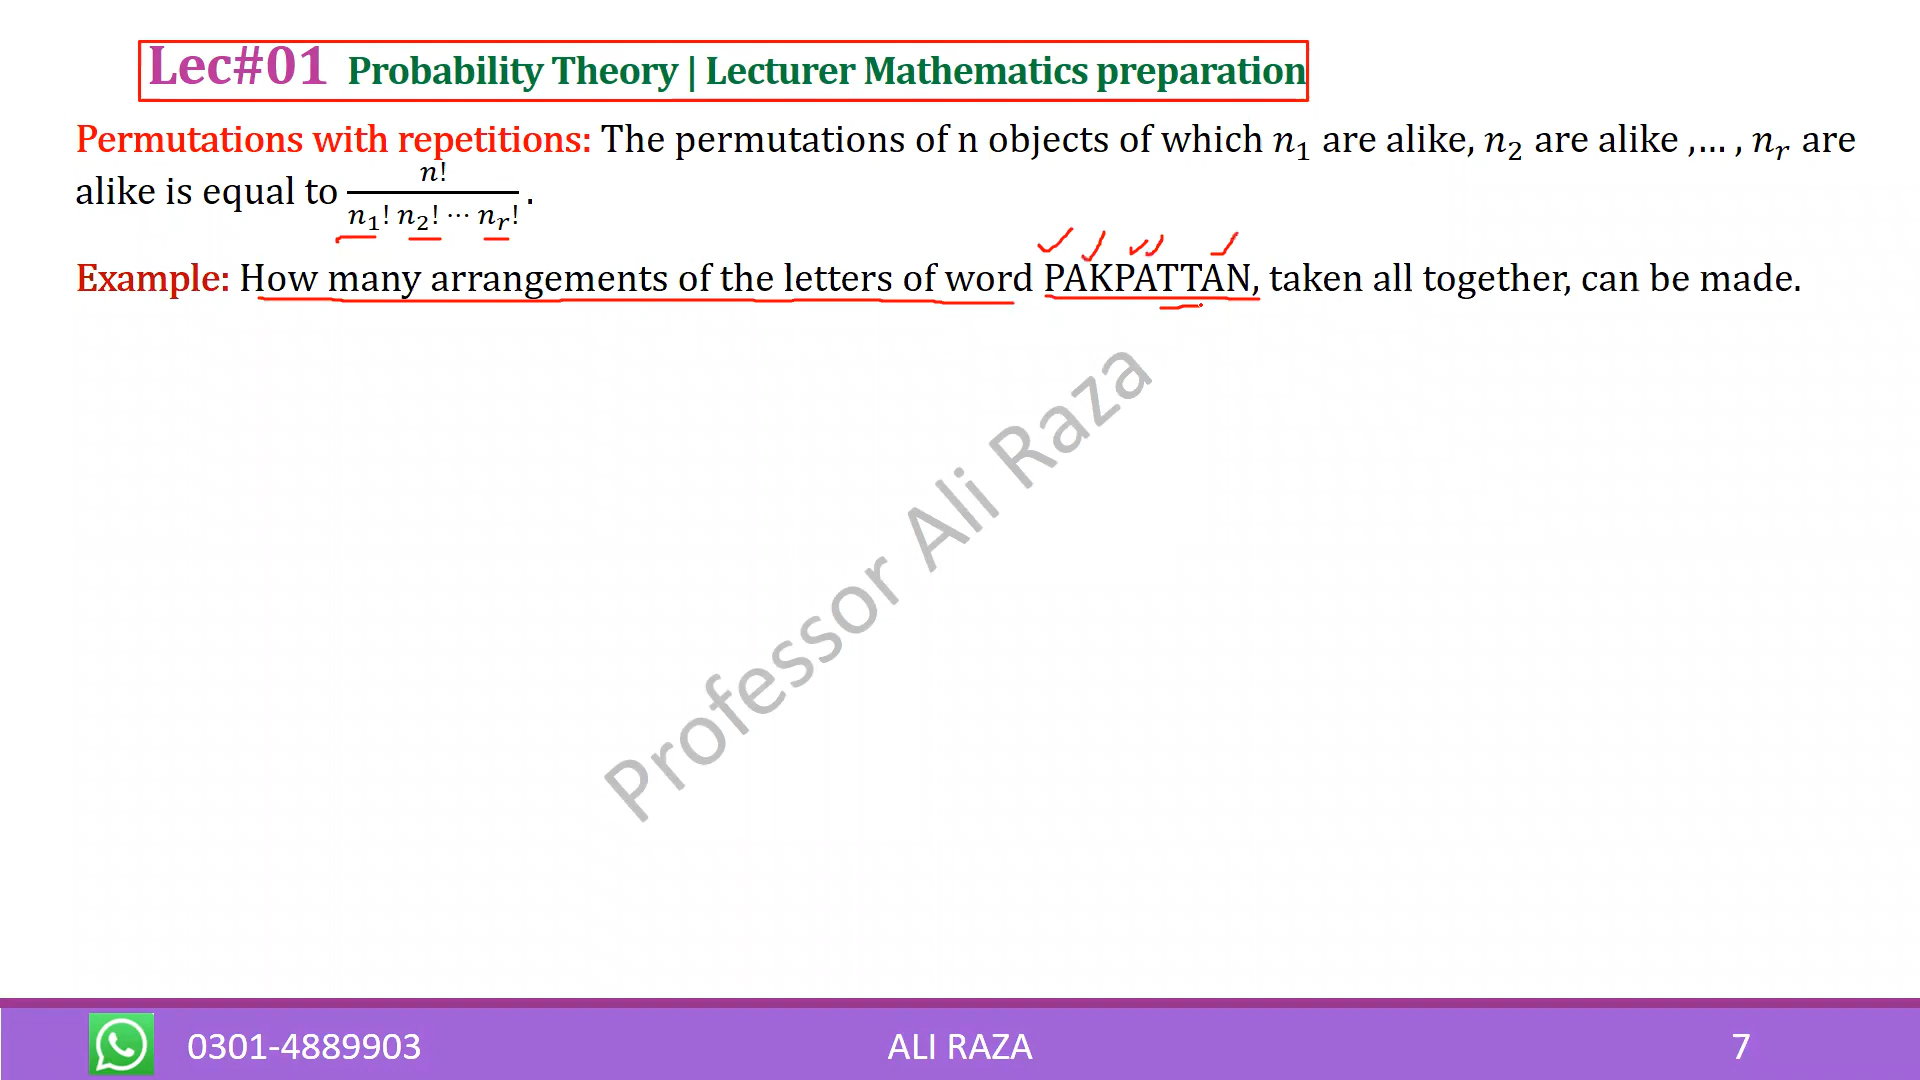 Lec#01 Probability Theory | Lecturer Mathematics preparation
Permutations with repetitions: The permutations of n objects of which n₁ are alike, n₂ are alike ,… , nᵣ are
alike is equal to n! / (n₁! n₂! ⋯ nᵣ!) .
Example: How many arrangements of the letters of word PAKPATTAN, taken all together, can be made.
Professor Ali Raza
0301-4889903 ALI RAZA 7